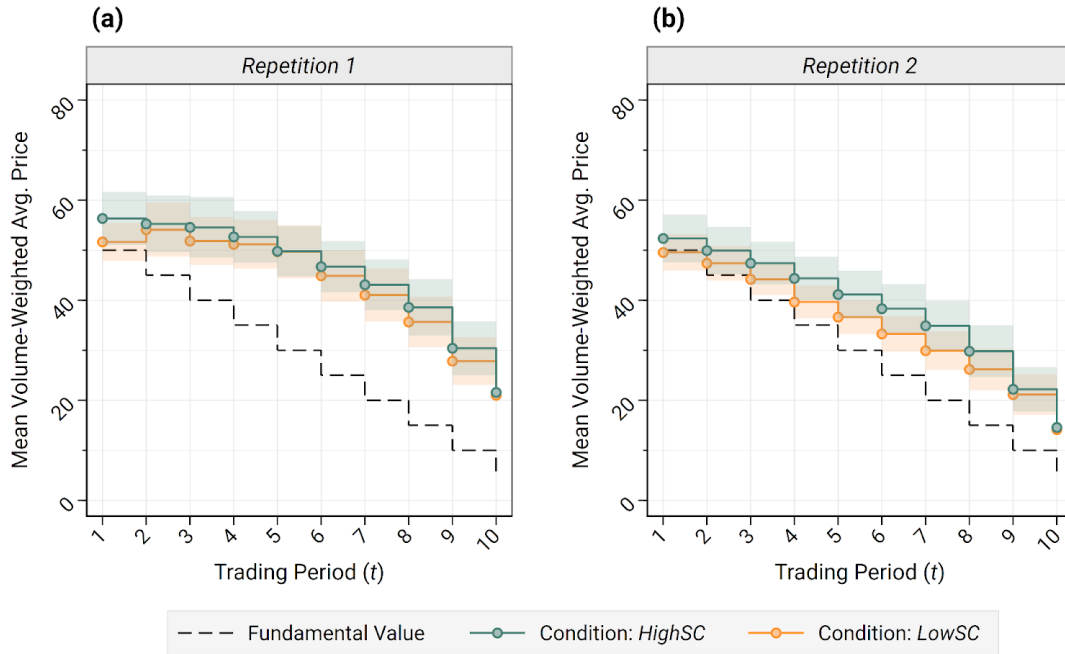 (a)
Repetition 1
Mean Volume-Weighted Avg. Price
80
60
40
20
0
1 2 3 4 5 6 7 8 9 10
Trading Period (t)
(b)
Repetition 2
Mean Volume-Weighted Avg. Price
80
60
40
20
0
1 2 3 4 5 6 7 8 9 10
Trading Period (t)
Fundamental Value Condition: HighSC Condition: LowSC